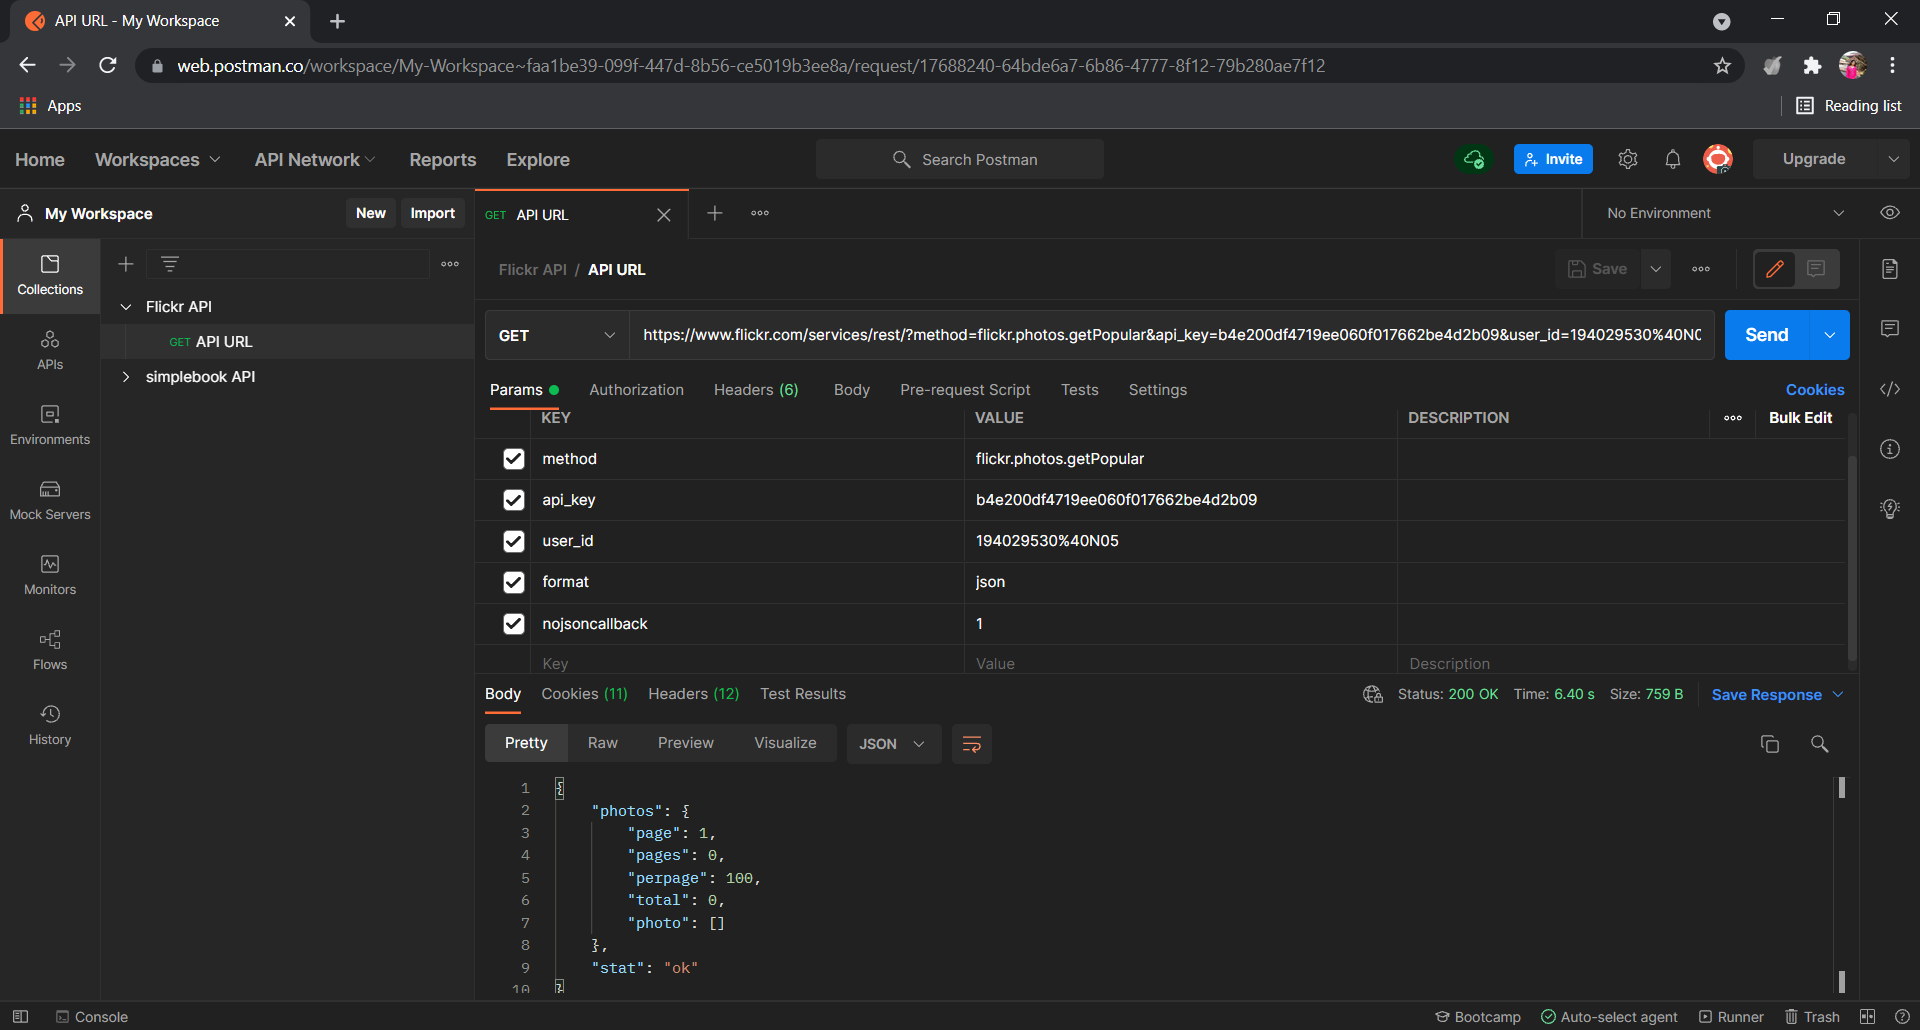 API URL - My Workspace
web.postman.co/workspace/My-Workspace~faa1be39-099f-447d-8b56-ce5019b3ee8a/request/17688240-64bde6a7-6b86-4777-8f12-79b280ae7f12
Apps
Reading list
Home Workspaces API Network Reports Explore Search Postman Invite Upgrade
My Workspace New Import GET API URL No Environment
Collections
APIs
Environments
Mock Servers
Monitors
Flows
History
Flickr API
GET API URL
simplebook API
Flickr API / API URL Save
GET https://www.flickr.com/services/rest/?method=flickr.photos.getPopular&api_key=b4e200df4719ee060f017662be4d2b09&user_id=194029530%40N0 Send
Params Authorization Headers (6) Body Pre-request Script Tests Settings Cookies
KEY VALUE DESCRIPTION Bulk Edit
method flickr.photos.getPopular
api_key b4e200df4719ee060f017662be4d2b09
user_id 194029530%40N05
format json
nojsoncallback 1
Key Value Description
Body Cookies (11) Headers (12) Test Results Status: 200 OK Time: 6.40 s Size: 759 B Save Response
Pretty Raw Preview Visualize JSON
1 {
2 "photos": {
3 "page": 1,
4 "pages": 0,
5 "perpage": 100,
6 "total": 0,
7 "photo": []
8 },
9 "stat": "ok"
10 }
Console Bootcamp Auto-select agent Runner Trash